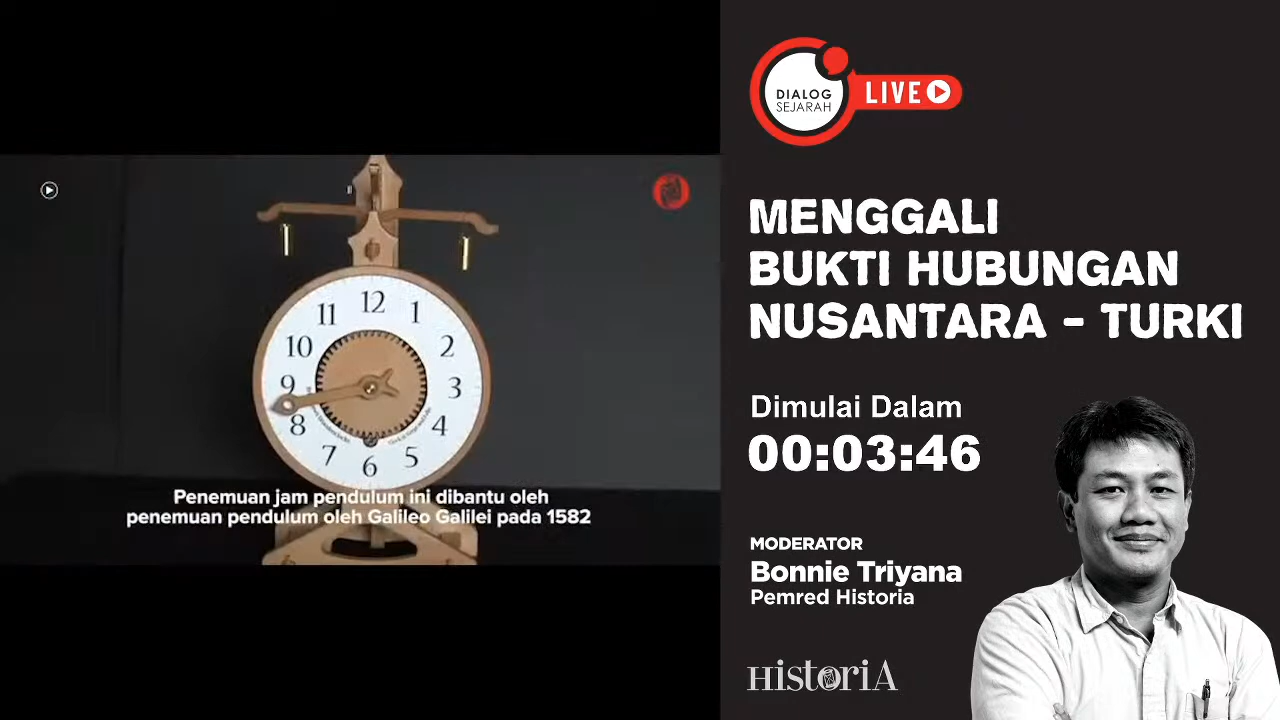 DIALOG
SEJARAH
LIVE
MENGGALI
BUKTI HUBUNGAN
NUSANTARA - TURKI
Dimulai Dalam
00:03:46
MODERATOR
Bonnie Triyana
Pemred Historia
HistoriA
12
1
2
3
4
5
6
7
8
9
10
11
Penemuan jam pendulum ini dibantu oleh
penemuan pendulum oleh Galileo Galilei pada 1582